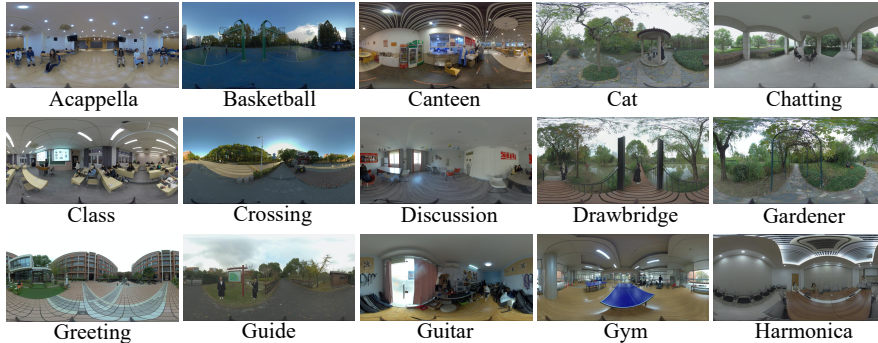 Acappella
Basketball
Canteen
Cat
Chatting
Class
Crossing
Discussion
Drawbridge
Gardener
Greeting
Guide
Guitar
Gym
Harmonica